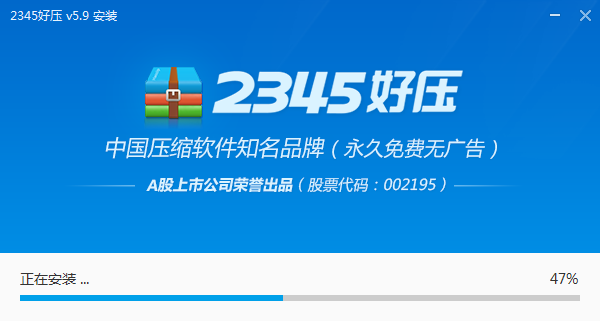 2345好压 v5.9 安装
2345好压
中国压缩软件知名品牌（永久免费无广告）
A股上市公司荣誉出品（股票代码：002195）
正在安装 ... 47%